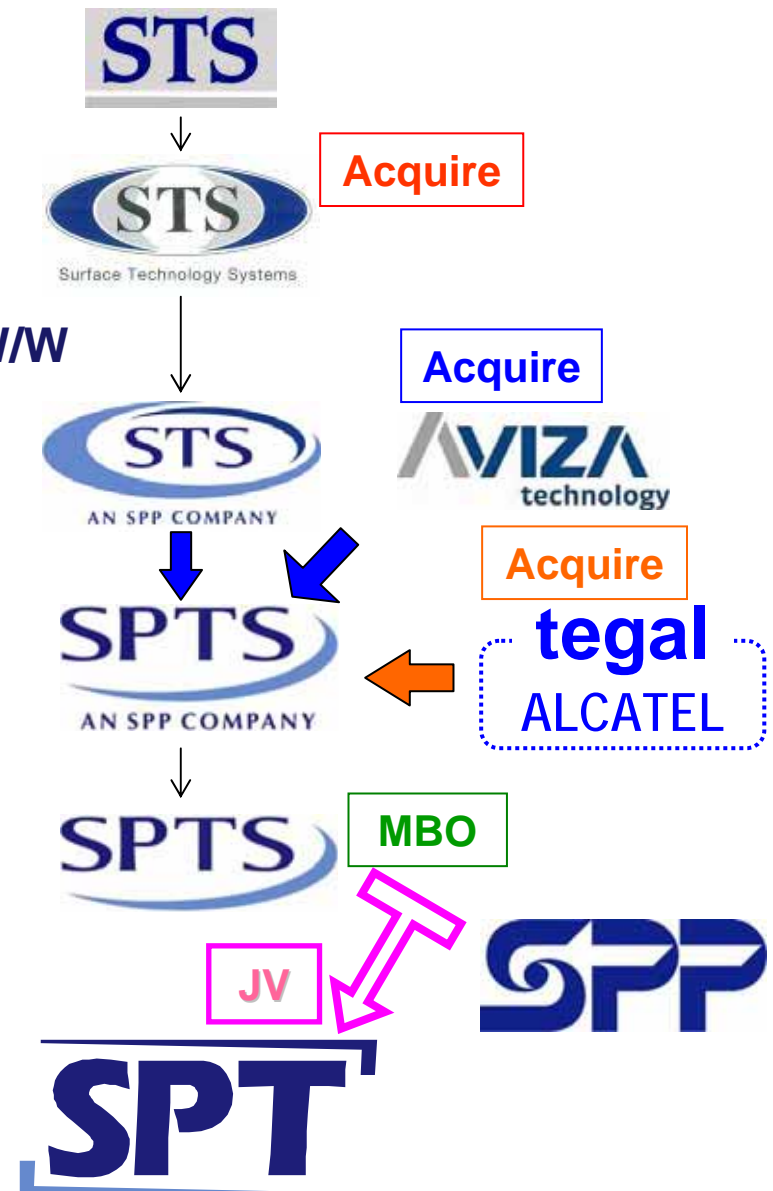 STS
Acquire
STS
Surface Technology Systems
/W
Acquire
STS
AN SPP COMPANY
AVIZA
technology
Acquire
SPTS
AN SPP COMPANY
tegal
ALCATEL
SPTS
MBO
JV
SPP
SPT